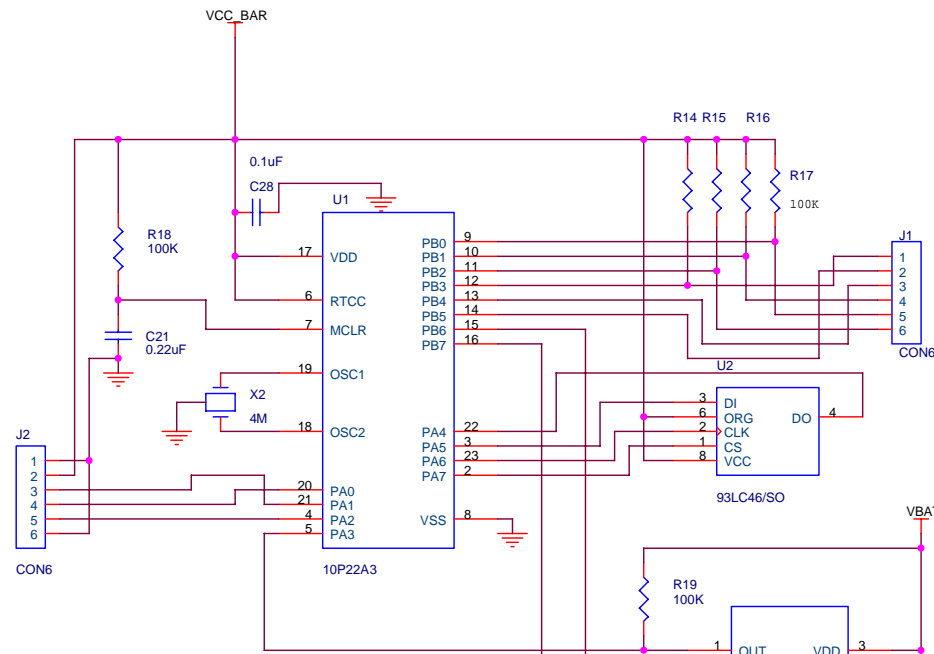 VCC_BAR
R14 R15 R16
0.1uF
C28
R17
100K
U1
R18
100K
J1
9 PB0
10 PB1
11 PB2
12 PB3
13 PB4
14 PB5
15 PB6
16 PB7
17 VDD
6 RTCC
7 MCLR
1
2
3
4
5
6
CON6
C21
0.22uF
19 OSC1
X2
4M
18 OSC2
U2
3 DI
6 ORG
2 CLK
1 CS
8 VCC
DO 4
93LC46/SO
PA4 22
PA5 3
PA6 23
PA7 2
J2
1
2
3
4
5
6
CON6
20 PA0
21 PA1
4 PA2
5 PA3
VSS 8
10P22A3
VBAT
R19
100K
1 OUT
VDD 3